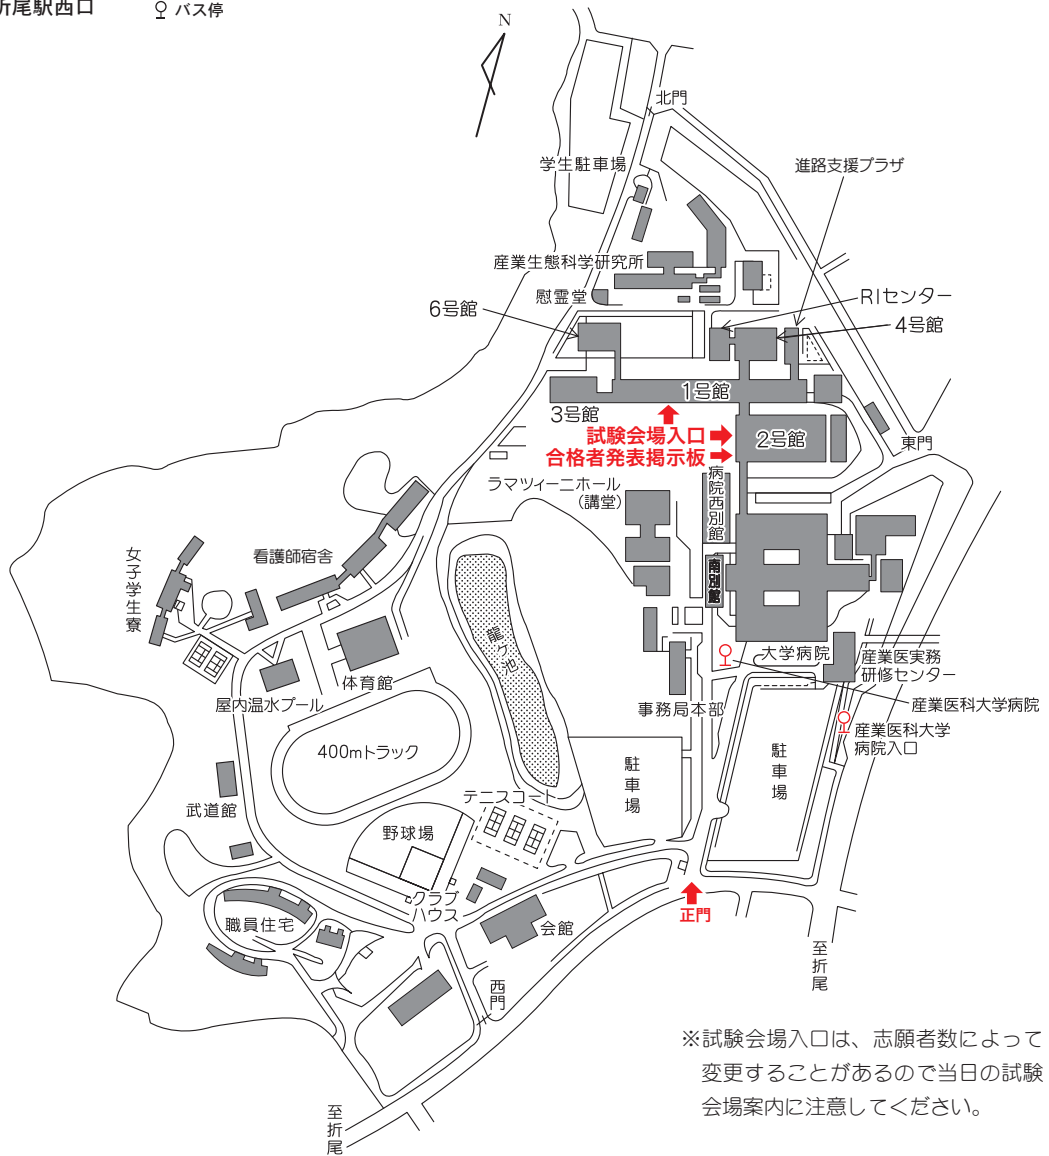 折尾駅西口
バス停
N
北門
学生駐車場
進路支援プラザ
産業生態科学研究所
慰霊堂
RIセンター
6号館
4号館
1号館
3号館
試験会場入口
2号館
合格者発表掲示板
東門
ラマツィーニホール
(講堂)
病院西別館
看護師宿舎
女子学生寮
南別館
龍ケ池
大学病院
産業医実務
研修センター
体育館
屋内温水プール
事務局本部
産業医科大学病院
産業医科大学
病院入口
400mトラック
駐車場
駐車場
テニスコート
武道館
野球場
クラブ
ハウス
正門
職員住宅
会館
至折尾
西門
※試験会場入口は、志願者数によって
変更することがあるので当日の試験
会場案内に注意してください。
至折尾